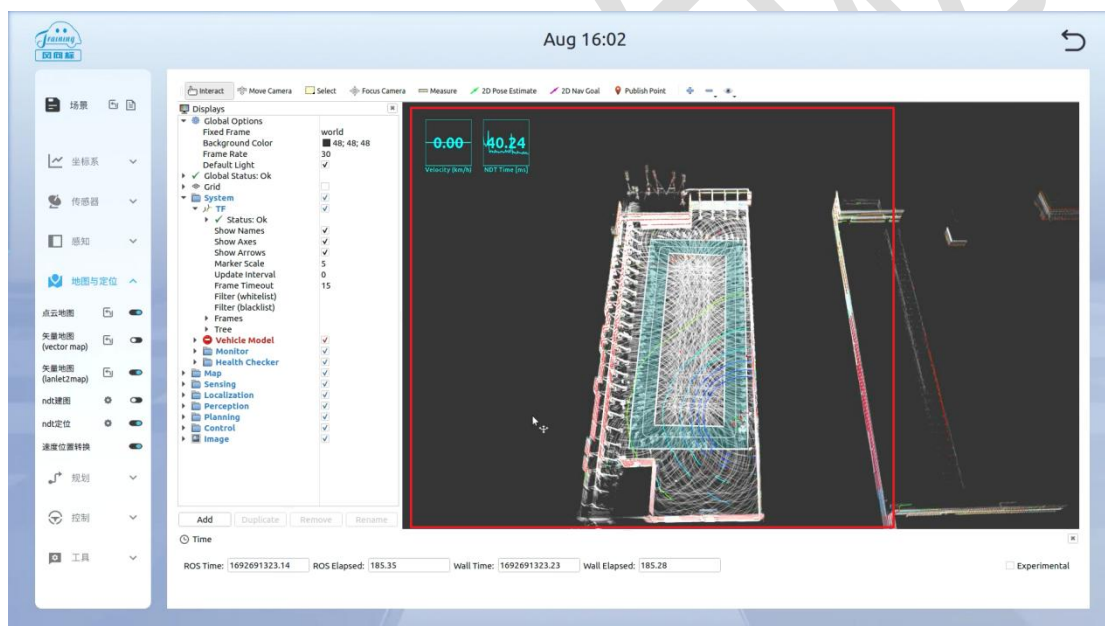 Training
Aug 16:02
场景
坐标系
传感器
感知
地图与定位
点云地图
矢量地图
(vector map)
矢量地图
(lanlet2map)
ndt建图
ndt定位
速度位置转换
规划
控制
工具
Interact Move Camera Select Focus Camera Measure 2D Pose Estimate 2D Nav Goal Publish Point
Displays
Global Options
Fixed Frame world
Background Color 48; 48; 48
Frame Rate 30
Default Light
Global Status: Ok
Grid
System
TF
Status: Ok
Show Names
Show Axes
Show Arrows
Marker Scale 5
Update Interval 0
Frame Timeout 15
Filter (whitelist)
Filter (blacklist)
Frames
Tree
Vehicle Model
Monitor
Health Checker
Map
Sensing
Localization
Perception
Planning
Control
Image
Add Duplicate Remove Rename
0.00 40.24
Velocity (km/h) NDT Time [ms]
Time
ROS Time: 1692691323.14 ROS Elapsed: 185.35 Wall Time: 1692691323.23 Wall Elapsed: 185.28 Experimental